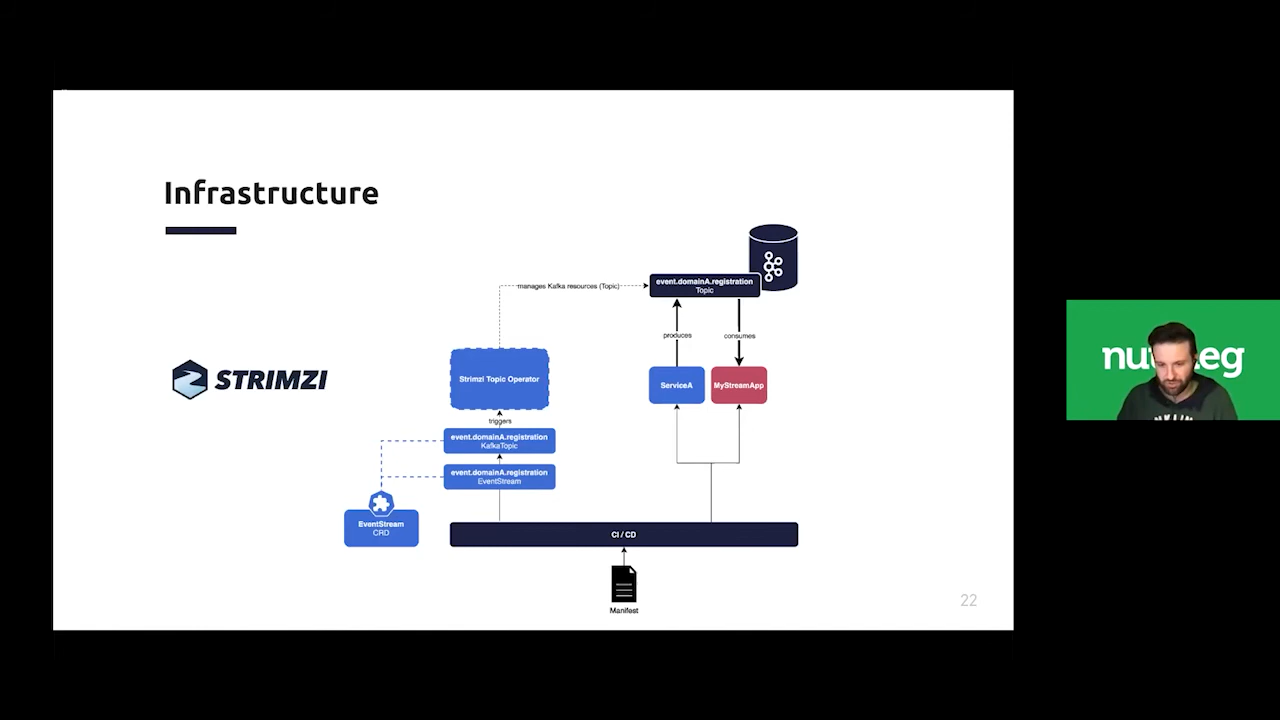 Infrastructure
manages Kafka resources (Topic)
event.domainA.registration
Topic
produces
consumes
STRIMZI
Strimzi Topic Operator
ServiceA
MyStreamApp
triggers
event.domainA.registration
KafkaTopic
event.domainA.registration
EventStream
EventStream
CRD
CI / CD
Manifest
22